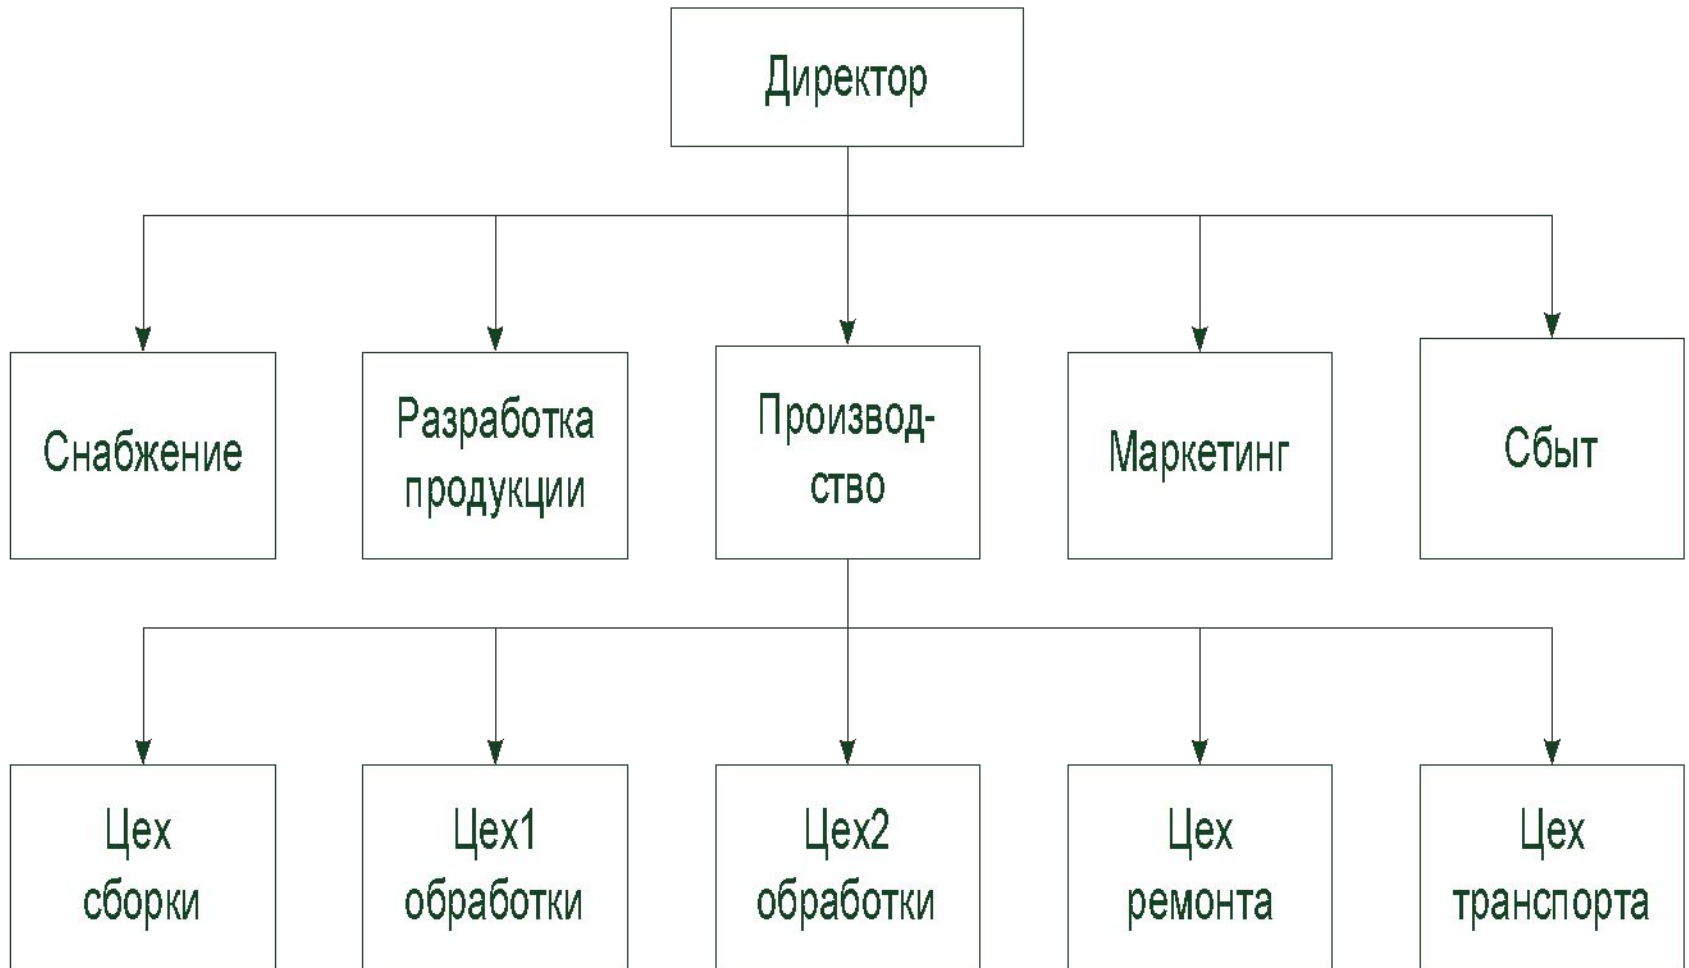 Директор
Снабжение
Разработка
продукции
Производ-
ство
Маркетинг
Сбыт
Цех
сборки
Цех1
обработки
Цех2
обработки
Цех
ремонта
Цех
транспорта